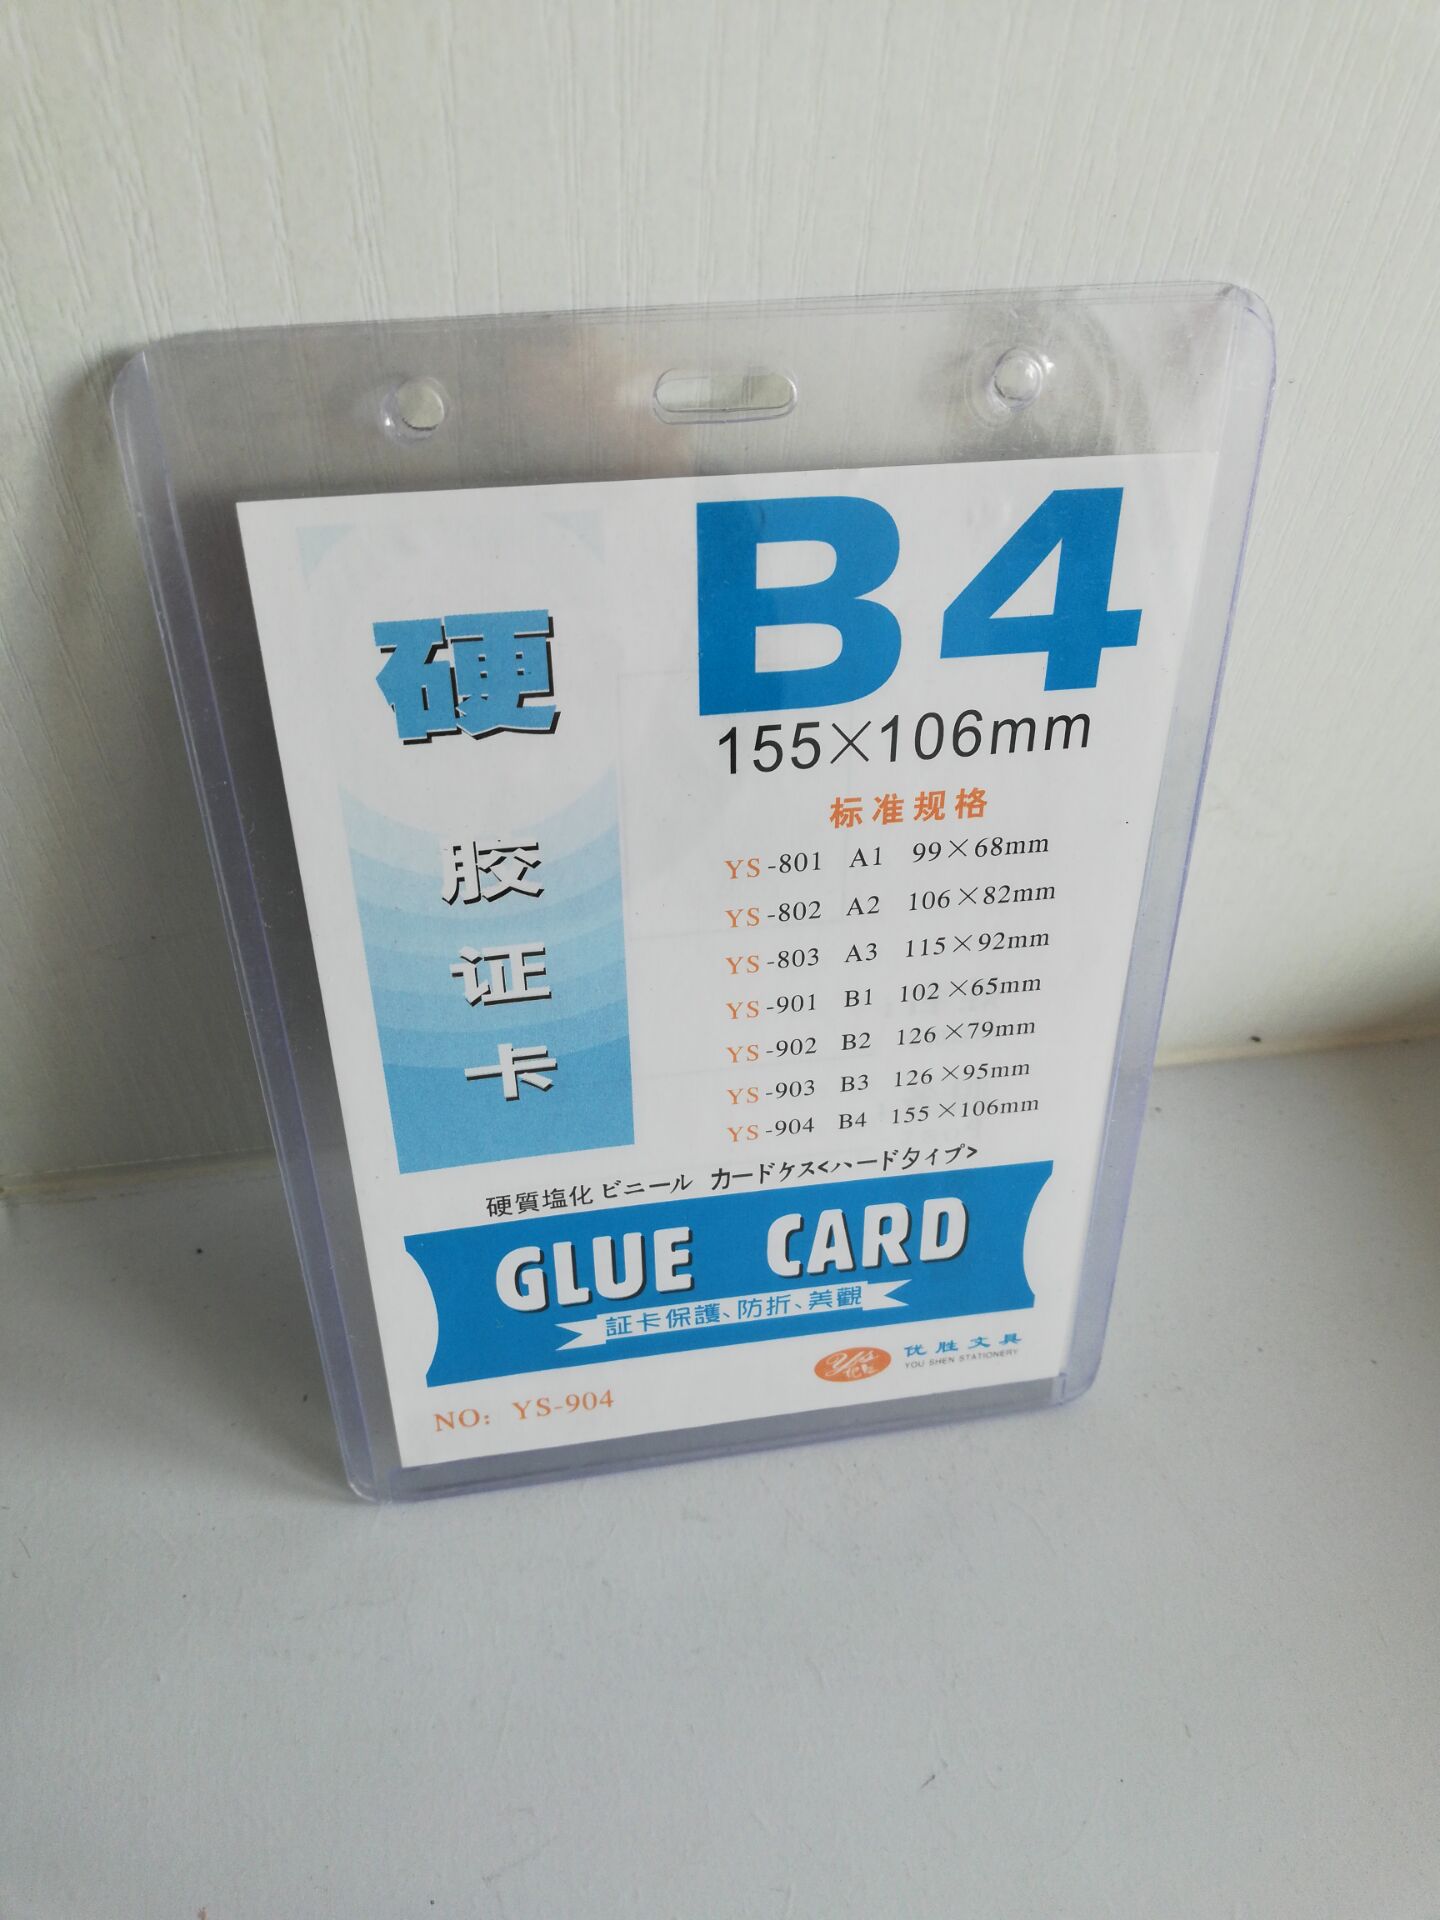 硬
胶
证
卡
B4
155×106mm
标准规格
YS-801 A1 99×68mm
YS-802 A2 106×82mm
YS-803 A3 115×92mm
YS-901 B1 102×65mm
YS-902 B2 126×79mm
YS-903 B3 126×95mm
YS-904 B4 155×106mm
硬質塩化ビニール カードケス<ハードタイプ>
GLUE CARD
証卡保護、防折、美觀
Ys
优胜文具
YOU SHEN STATIONERY
NO: YS-904